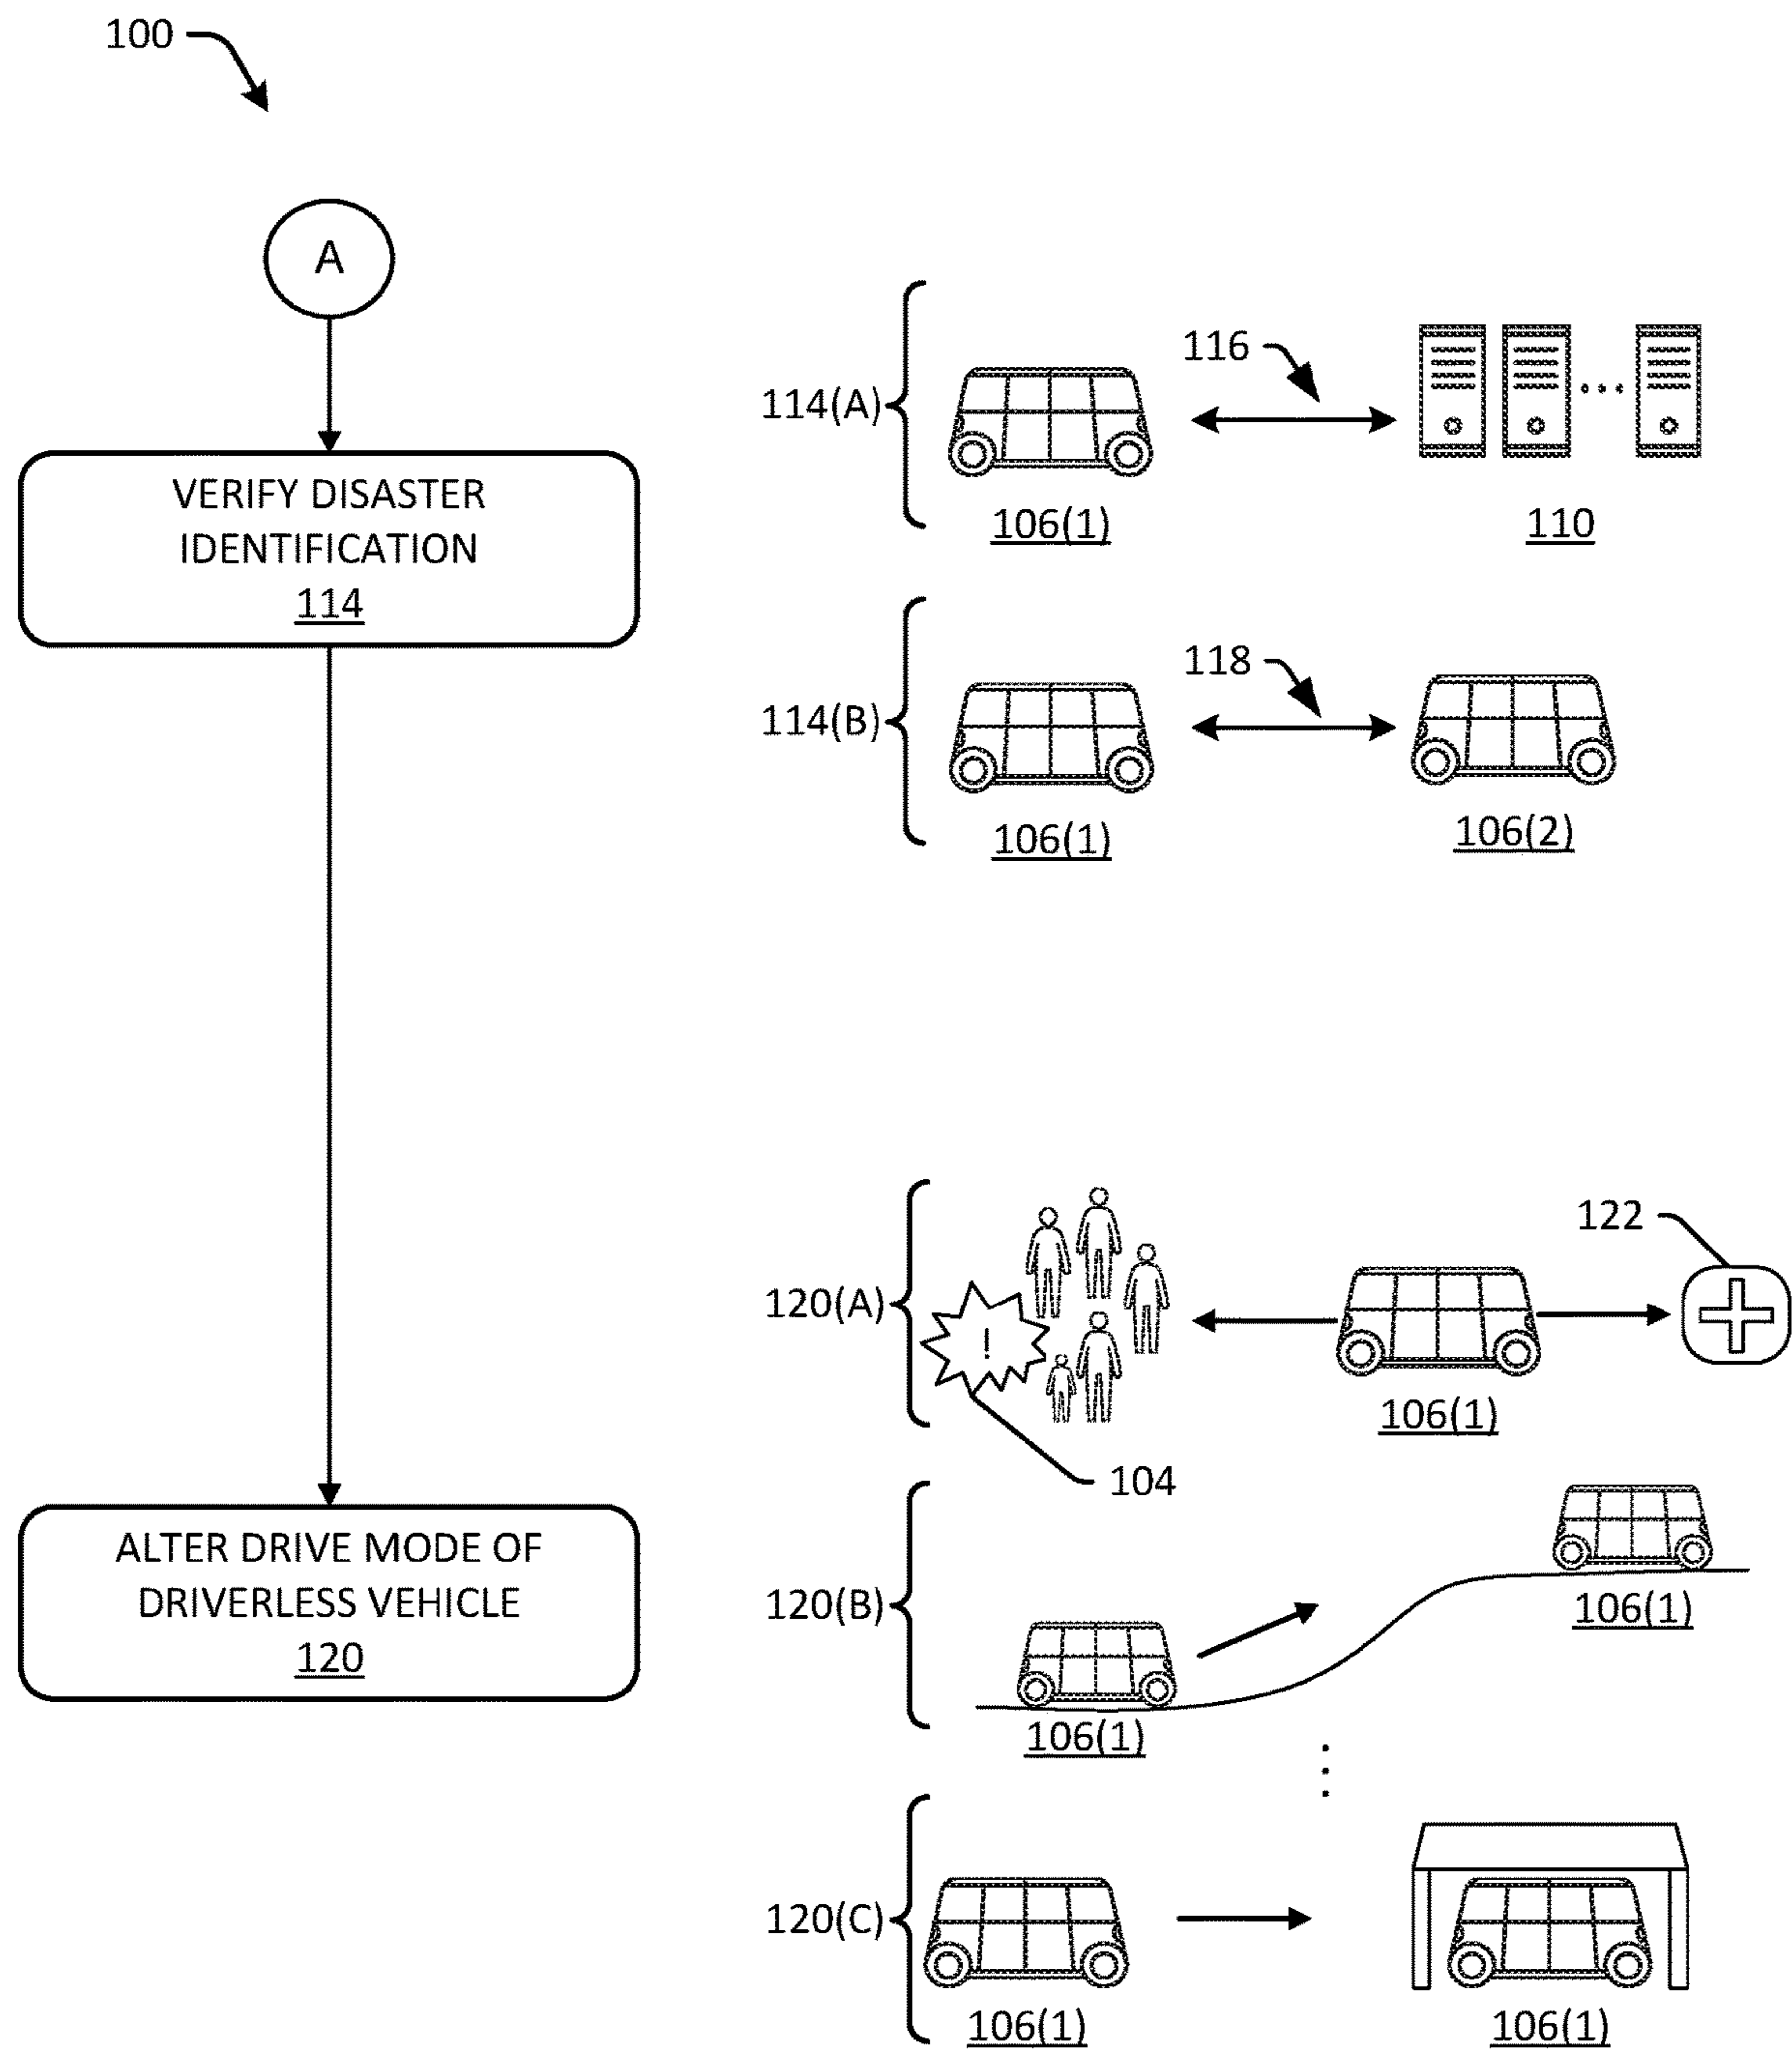 100
A
VERIFY DISASTER
IDENTIFICATION
114
114(A)
116
106(1)
110
114(B)
118
106(1)
106(2)
ALTER DRIVE MODE OF
DRIVERLESS VEHICLE
120
120(A)
!
104
106(1)
122
120(B)
106(1)
106(1)
120(C)
106(1)
106(1)